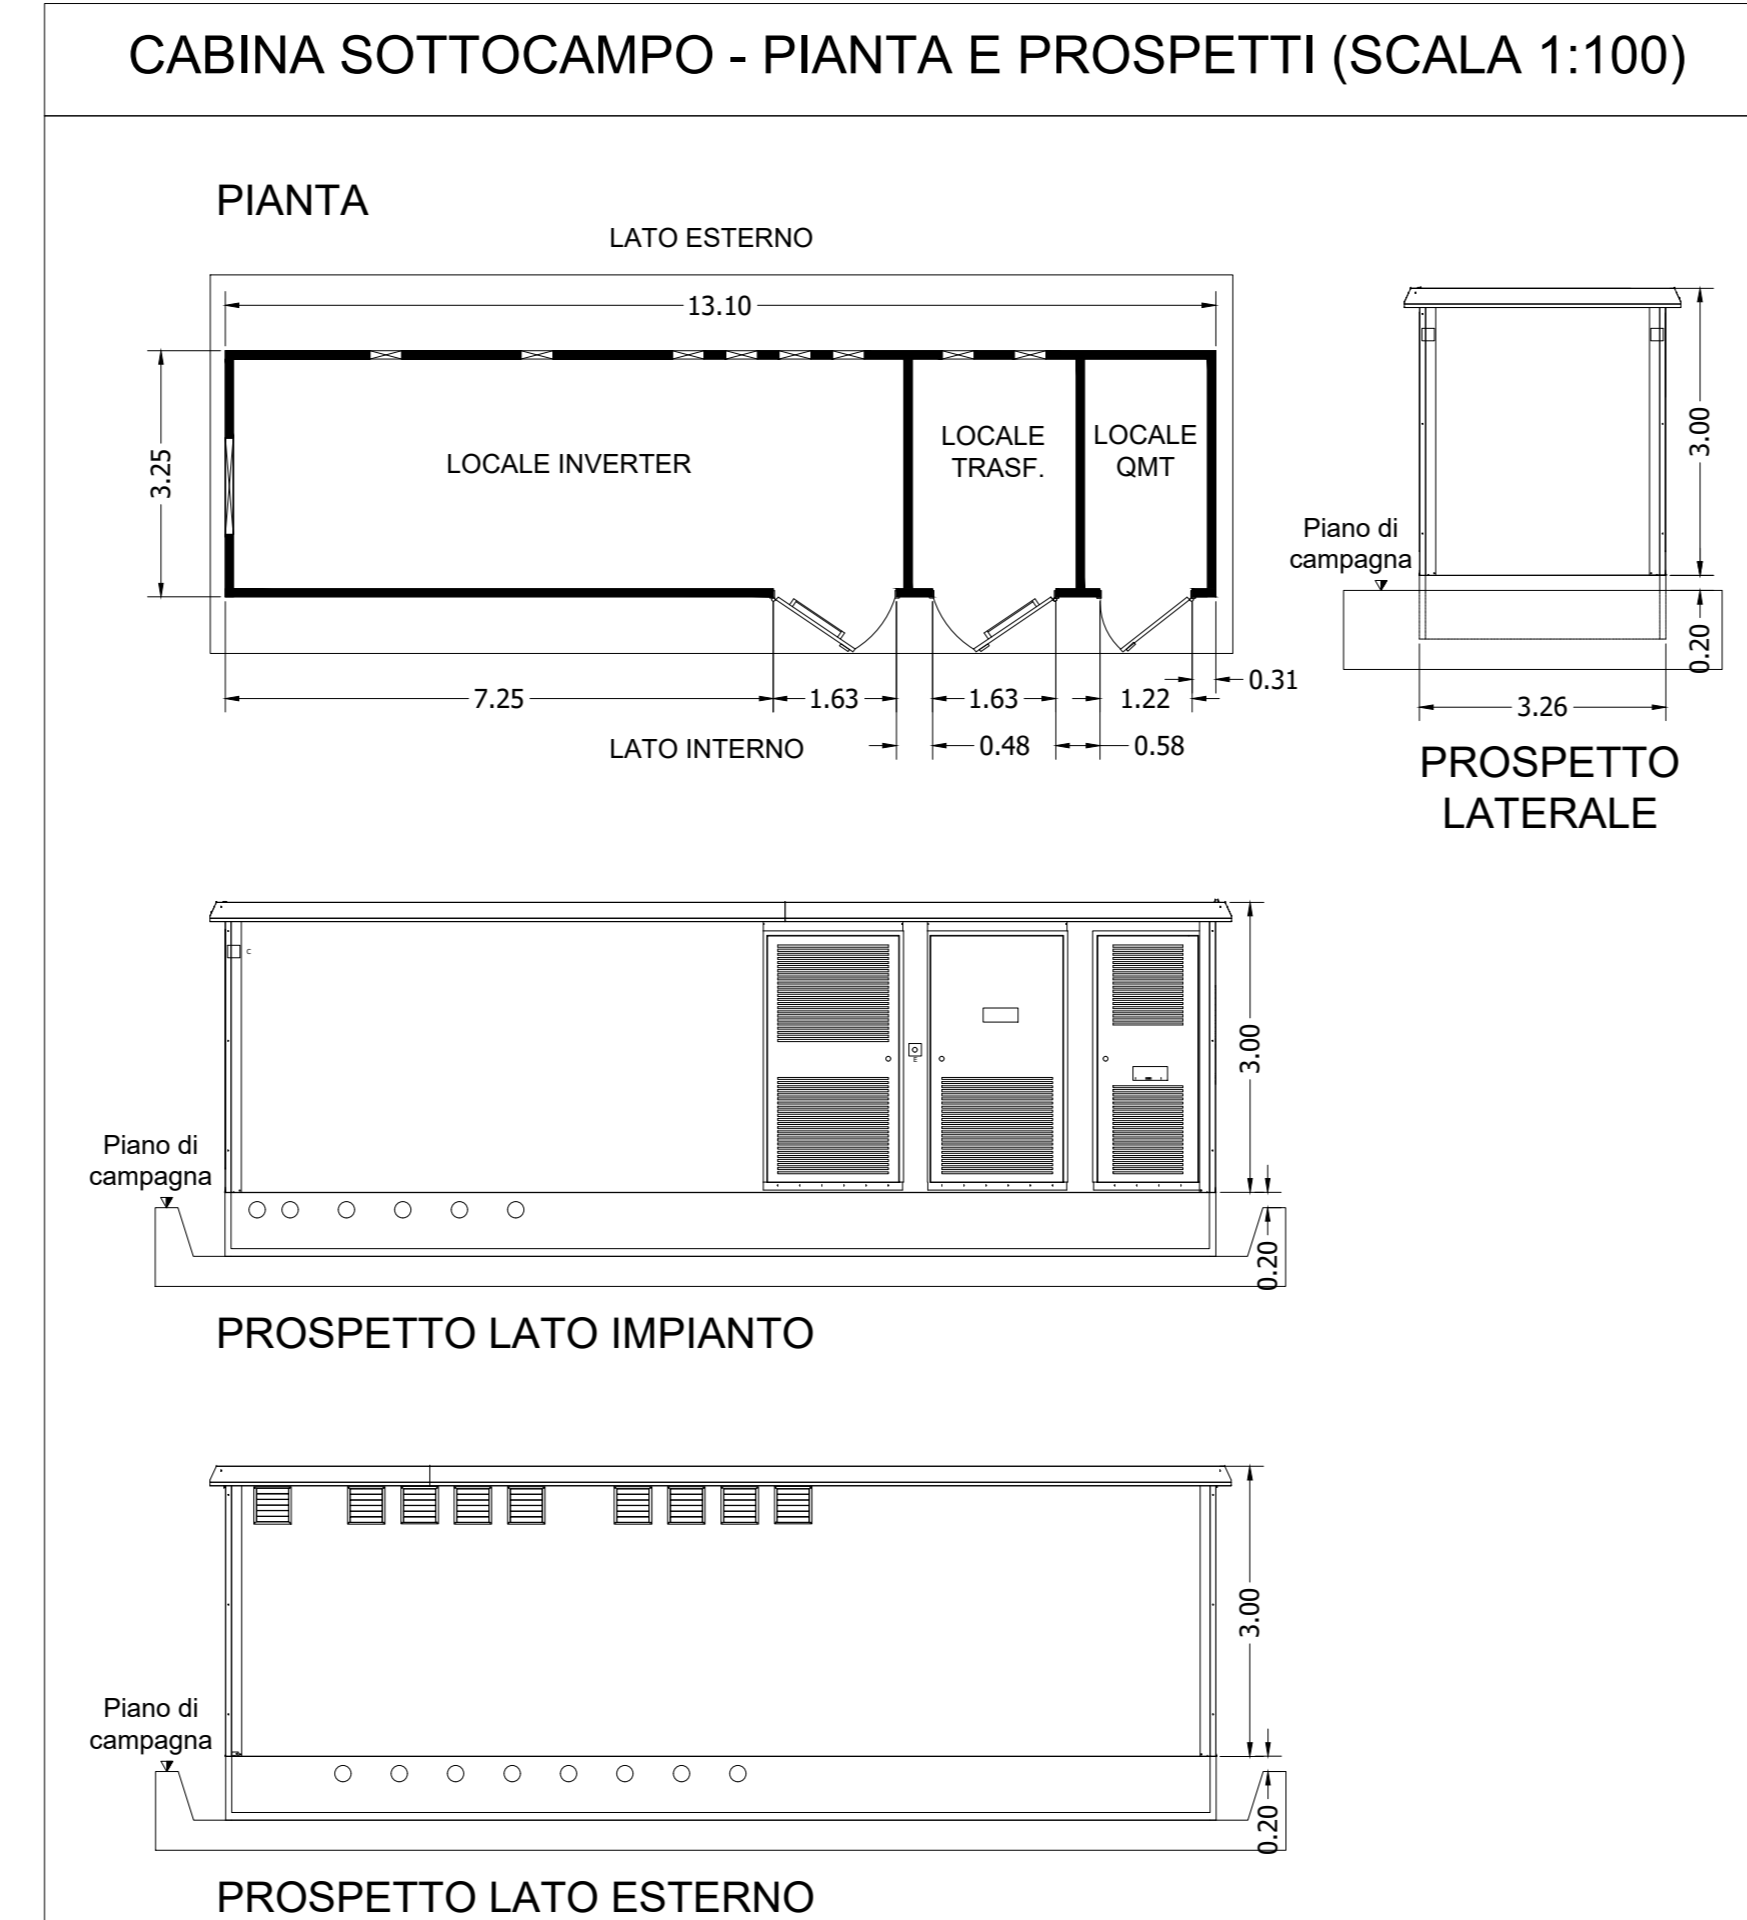 CABINA SOTTOCAMPO - PIANTA E PROSPETTI (SCALA 1:100)
PIANTA
LATO ESTERNO
13.10
3.25
LOCALE INVERTER
LOCALE
TRASF.
LOCALE
QMT
7.25
1.63
1.63
1.22
0.31
LATO INTERNO
0.48
0.58
3.00
Piano di
campagna
0.20
3.26
PROSPETTO
LATERALE
C
E
3.00
Piano di
campagna
0.20
PROSPETTO LATO IMPIANTO
3.00
Piano di
campagna
0.20
PROSPETTO LATO ESTERNO